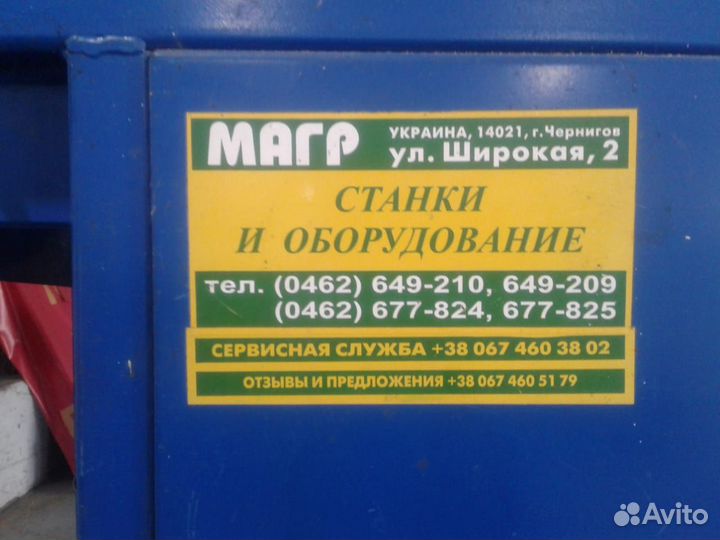 МАГР
УКРАИНА, 14021, г.Чернигов
ул. Широкая, 2
СТАНКИ
И ОБОРУДОВАНИЕ
тел. (0462) 649-210, 649-209
(0462) 677-824, 677-825
СЕРВИСНАЯ СЛУЖБА +38 067 460 38 02
ОТЗЫВЫ И ПРЕДЛОЖЕНИЯ +38 067 460 51 79
Avito